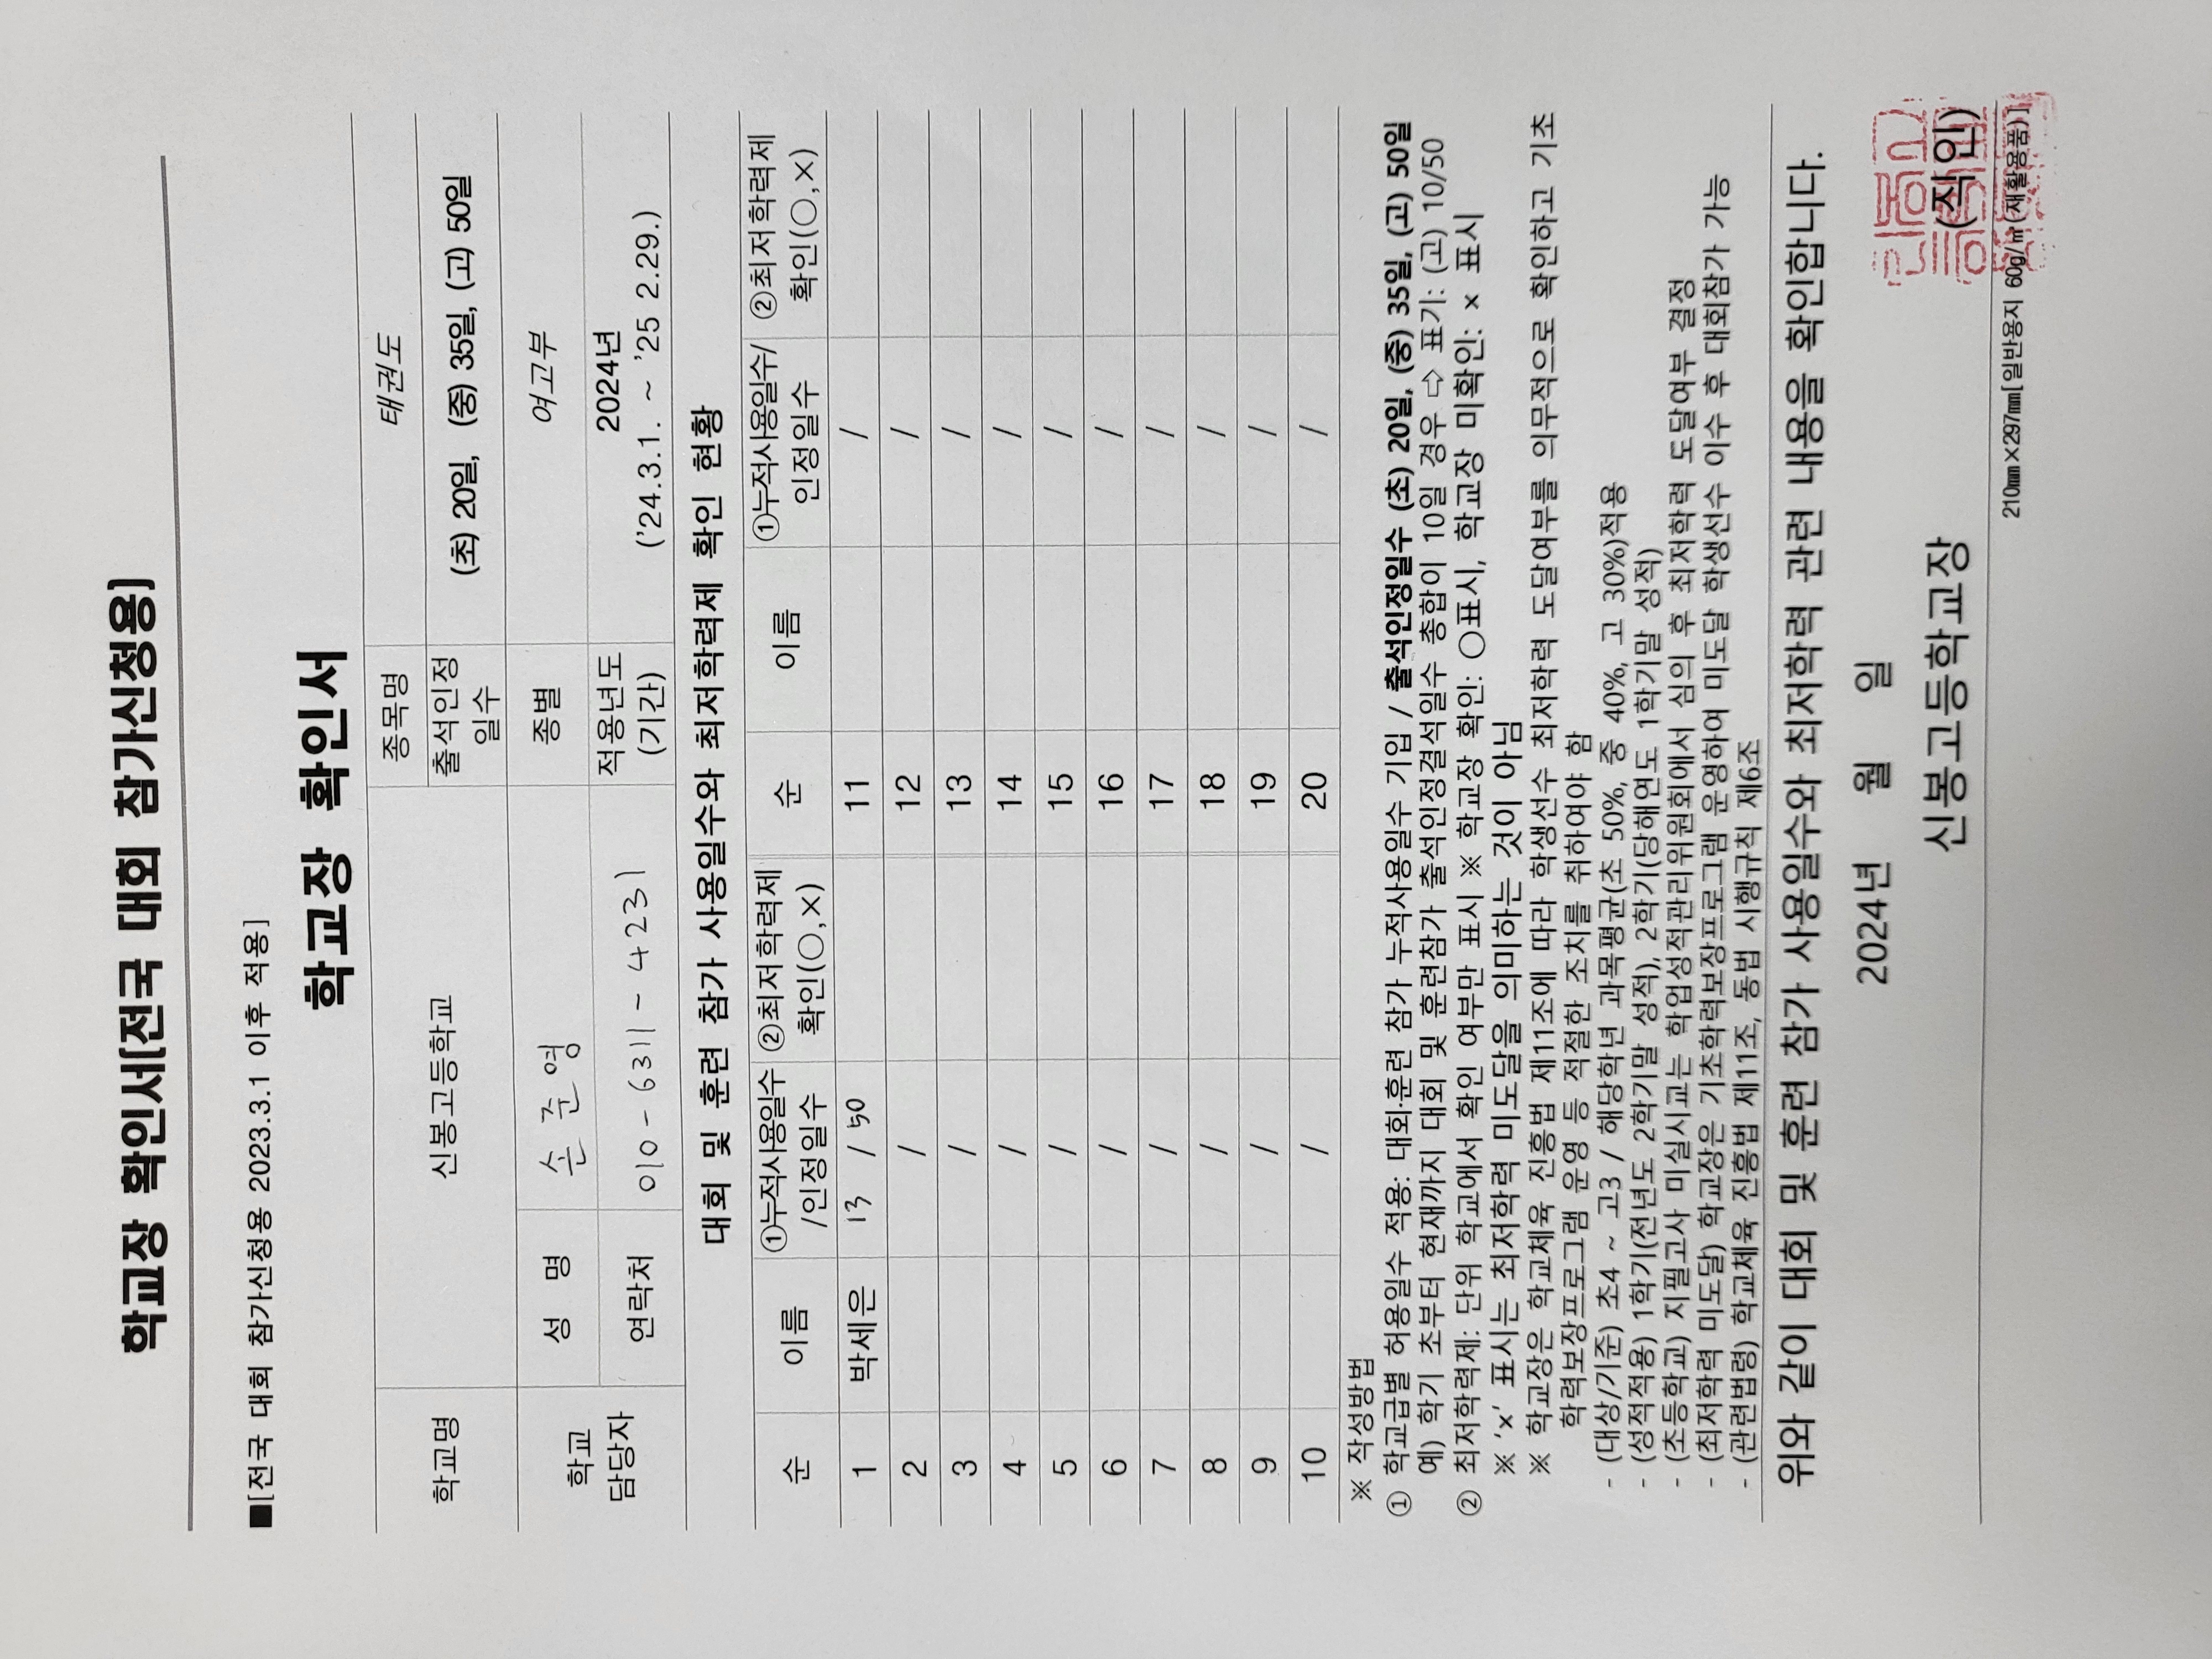 학교장 확인서[전국 대회 참가신청용]
■[전국 대회 참가신청용 2023.3.1 이후 적용]
학교장 확인서
학교명 신봉고등학교 종목명 태권도
출석인정 일수 (초) 20일, (중) 35일, (고) 50일
학교 담당자 성 명 손준영 종별 여고부
연락처 010-6311-4231 적용년도 (기간) 2024년 ('24.3.1. ~ '25 2.29.)
대회 및 훈련 참가 사용일수와 최저학력제 확인 현황
순 이름 ①누적사용일수/인정일수 ②최저학력제 확인(○,×) 순 이름 ①누적사용일수/인정일수 ②최저학력제 확인(○,×)
1 박세은 13 / 50 11 /
2 / 12 /
3 / 13 /
4 / 14 /
5 / 15 /
6 / 16 /
7 / 17 /
8 / 18 /
9 / 19 /
10 / 20 /
※ 작성방법
① 학교급별 허용일수 적용: 대회·훈련 참가 누적사용일수 기입 / 출석인정일수 (초) 20일, (중) 35일, (고) 50일
예) 학기 초부터 현재까지 대회 및 훈련참가 출석인정결석일수 총합이 10일 경우 ⇨ 표기: (고) 10/50
② 최저학력제: 단위 학교에서 확인 여부만 표시 ※ 학교장 확인: ○표시, 학교장 미확인: × 표시
※ 'x' 표시는 최저학력 미도달을 의미하는 것이 아님
※ 학교장은 학교체육 진흥법 제11조에 따라 학생선수 최저학력 도달여부를 의무적으로 확인하고 기초
학력보장프로그램 운영 등 적절한 조치를 취하여야 함
- (대상/기준) 초4 ~ 고3 / 해당학년 과목평균(초 50%, 중 40%, 고 30%)적용
- (성적적용) 1학기(전년도 2학기말 성적), 2학기(당해연도 1학기말 성적)
- (초등학교) 지필고사 미실시교는 학업성적관리위원회에서 심의 후 최저학력 도달여부 결정
- (최저학력 미도달) 학교장은 기초학력보장프로그램 운영하여 미도달 학생선수 이수 후 대회참가 가능
- (관련법령) 학교체육 진흥법 제11조, 동법 시행규칙 제6조
위와 같이 대회 및 훈련 참가 사용일수와 최저학력 관련 내용을 확인합니다.
2024년 월 일
신봉고등학교장 (직인)
210㎜×297㎜[일반용지 60g/㎡(재활용품)]